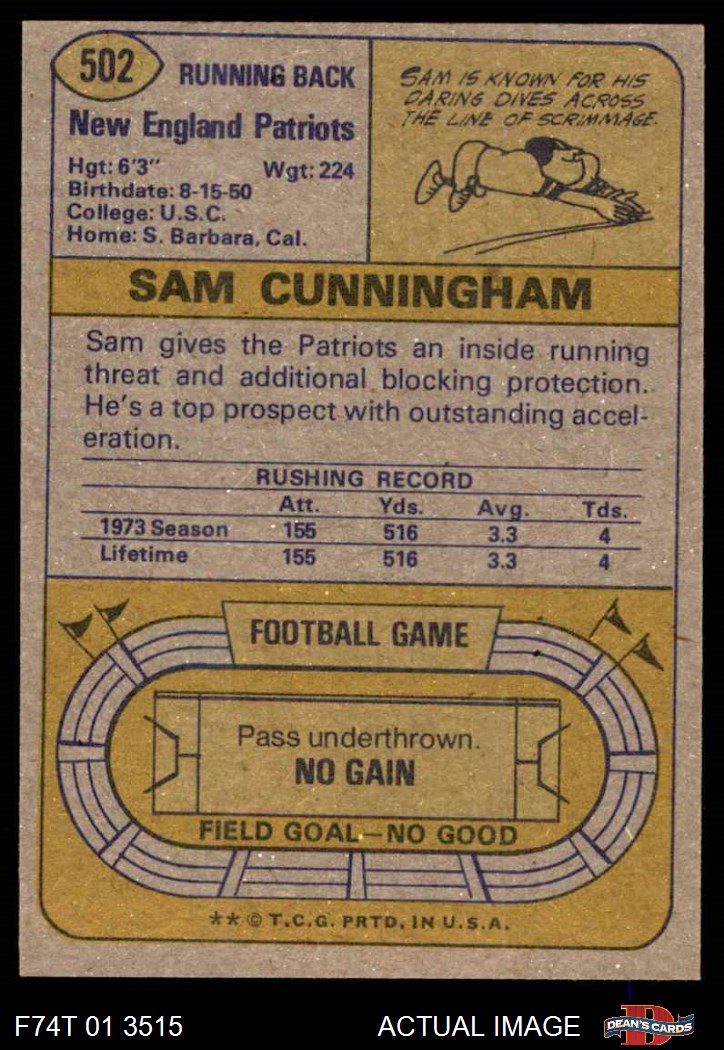 502
RUNNING BACK
New England Patriots
Hgt: 6'3" Wgt: 224
Birthdate: 8-15-50
College: U.S.C.
Home: S. Barbara, Cal.
SAM IS KNOWN FOR HIS
DARING DIVES ACROSS
THE LINE OF SCRIMMAGE.
SAM CUNNINGHAM
Sam gives the Patriots an inside running
threat and additional blocking protection.
He's a top prospect with outstanding accel-
eration.
RUSHING RECORD
Att. Yds. Avg. Tds.
1973 Season 155 516 3.3 4
Lifetime 155 516 3.3 4
FOOTBALL GAME
Pass underthrown.
NO GAIN
FIELD GOAL—NO GOOD
** © T.C.G. PRTD. IN U.S.A.
F74T 01 3515 ACTUAL IMAGE
D
DEAN'S CARDS